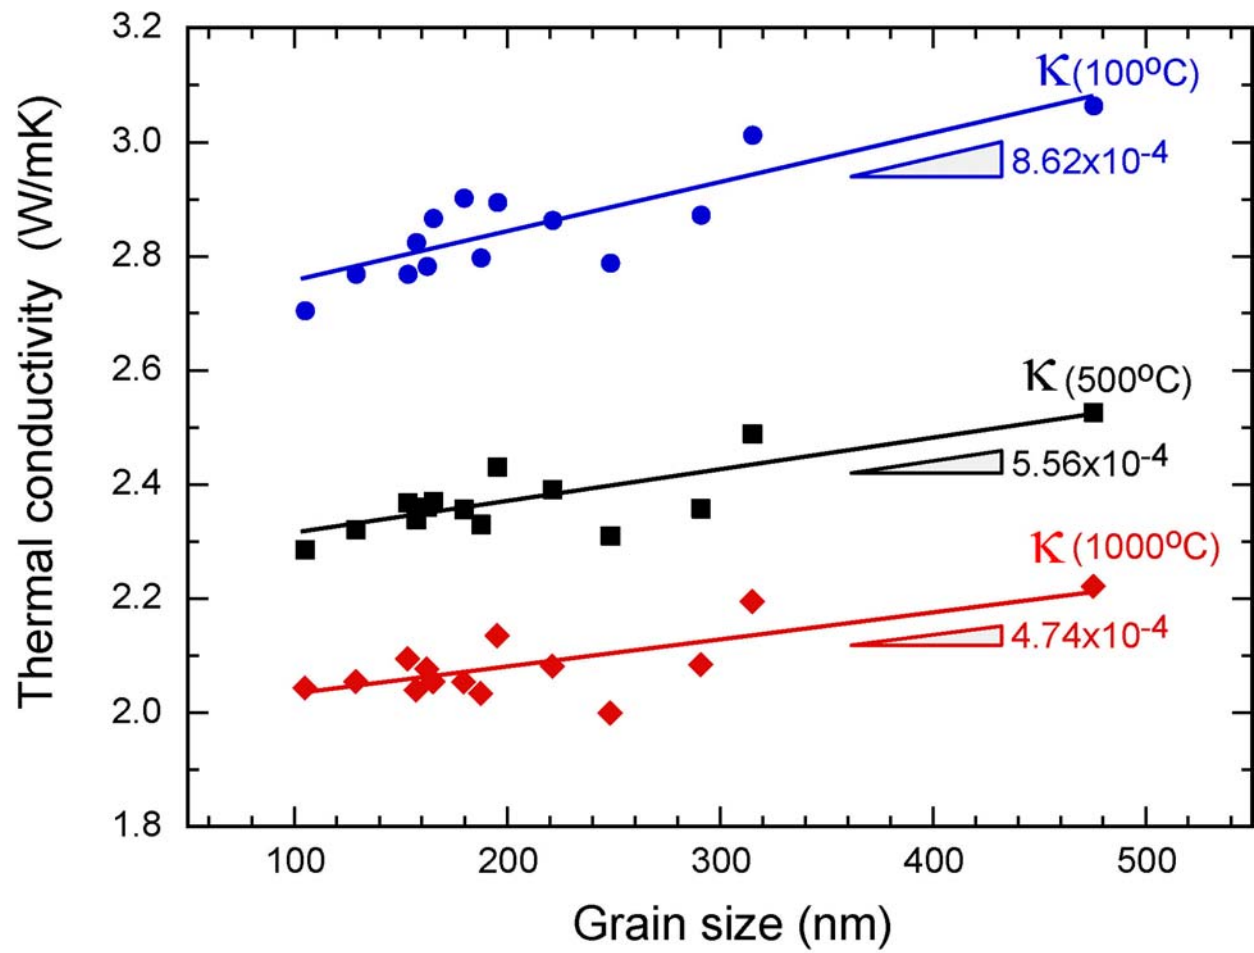 3.2
3.0
2.8
2.6
2.4
2.2
2.0
1.8
Thermal conductivity (W/mK)
κ(100ºC)
8.62x10-4
κ (500ºC)
5.56x10-4
κ (1000ºC)
4.74x10-4
100 200 300 400 500
Grain size (nm)